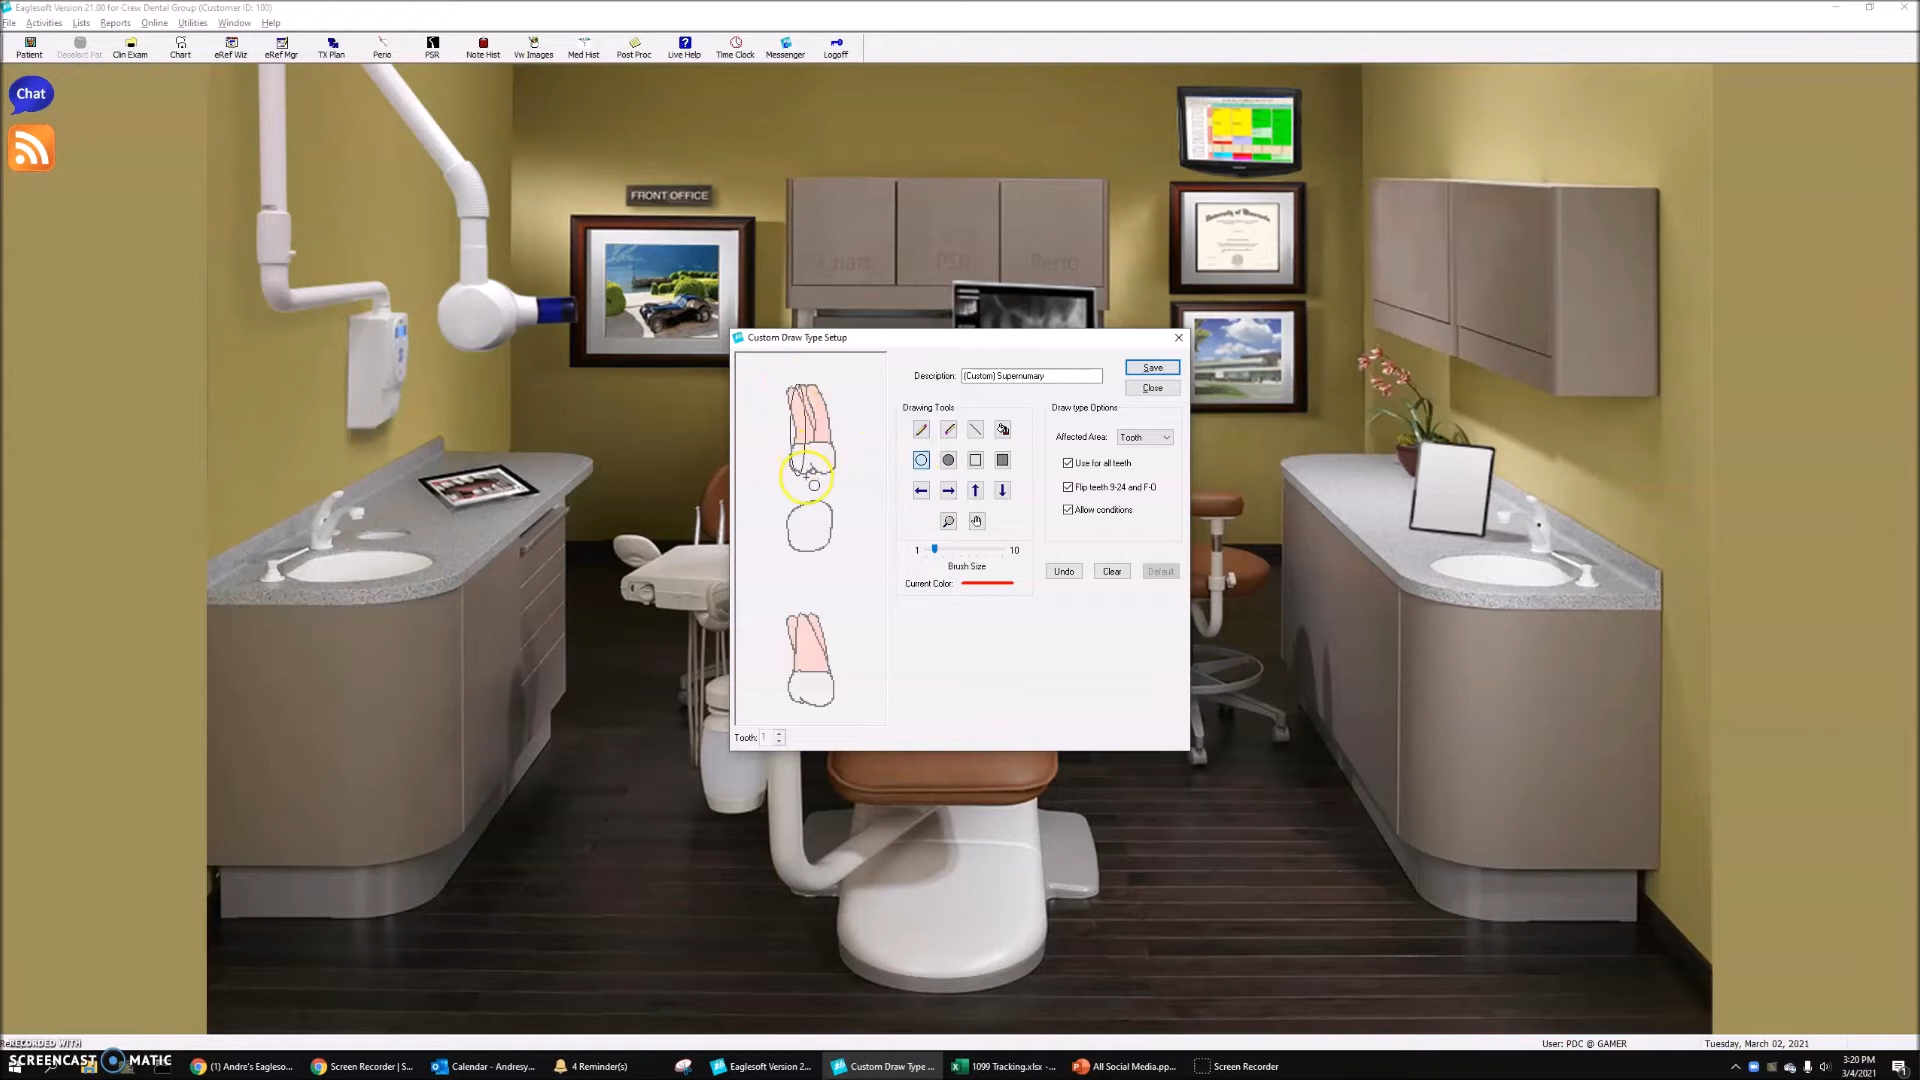 Eaglesoft Version 21.00 for Crew Dental Group (Customer ID: 100)
File Activities Lists Reports Online Utilities Window Help
Patient Deselect Pat Clin Exam Chart eRef Wiz eRef Mgr TX Plan Perio PSR Note Hist Vw Images Med Hist Post Proc Live Help Time Clock Messenger Logoff
Chat
FRONT OFFICE
Chart PSR Perio
Custom Draw Type Setup
Description: (Custom) Supernumary
Save
Close
Drawing Tools
Draw type Options
Affected Area: Tooth
Use for all teeth
Flip teeth 9-24 and F-O
Allow conditions
1 10
Brush Size
Current Color:
Undo Clear Default
Tooth: 1
User: PDC @ GAMER
Tuesday, March 02, 2021
RECORDED WITH
SCREENCAST MATIC
(1) Andre's Eagleso...
Screen Recorder | S...
Calendar - Andresy...
4 Reminder(s)
Eaglesoft Version 2...
Custom Draw Type ...
1099 Tracking.xlsx -...
All Social Media.pp...
Screen Recorder
3:20 PM
3/4/2021